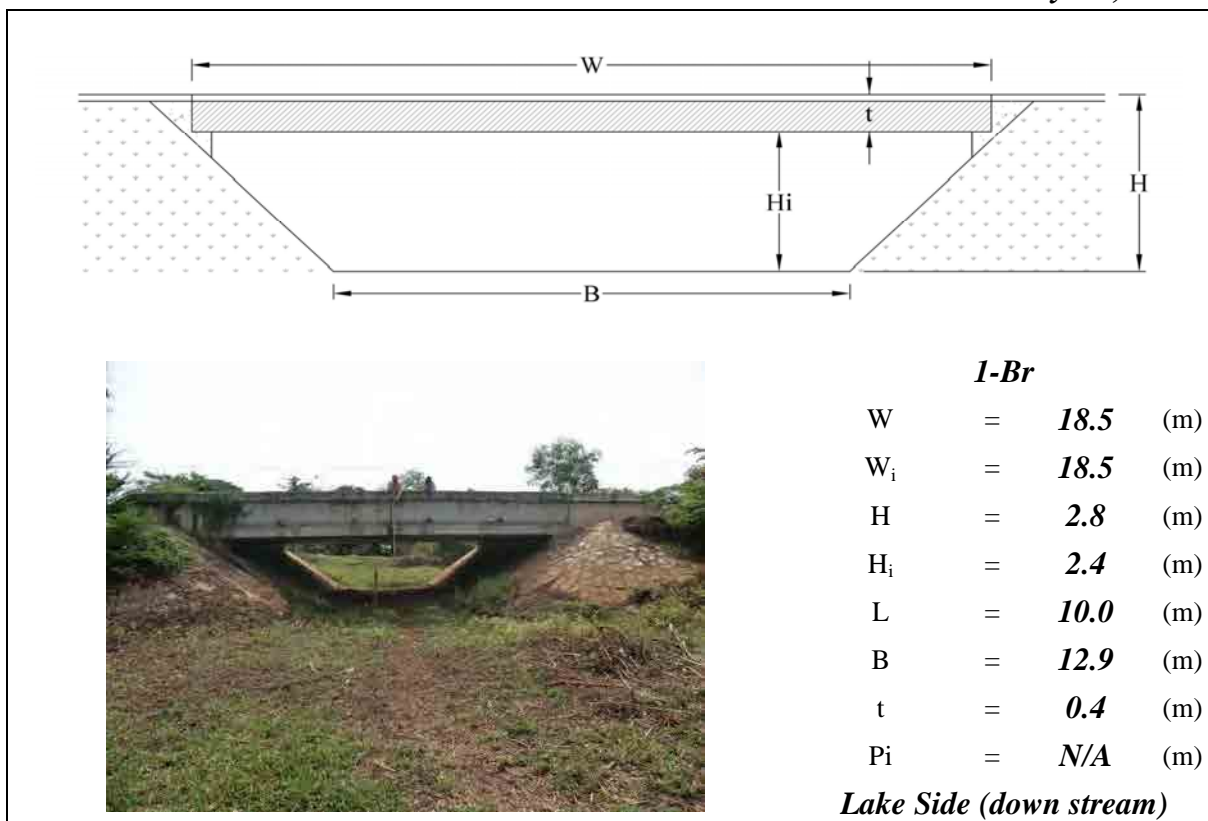 W
t
H
Hi
B
1-Br
W = 18.5 (m)
Wi = 18.5 (m)
H = 2.8 (m)
Hi = 2.4 (m)
L = 10.0 (m)
B = 12.9 (m)
t = 0.4 (m)
Pi = N/A (m)
Lake Side (down stream)